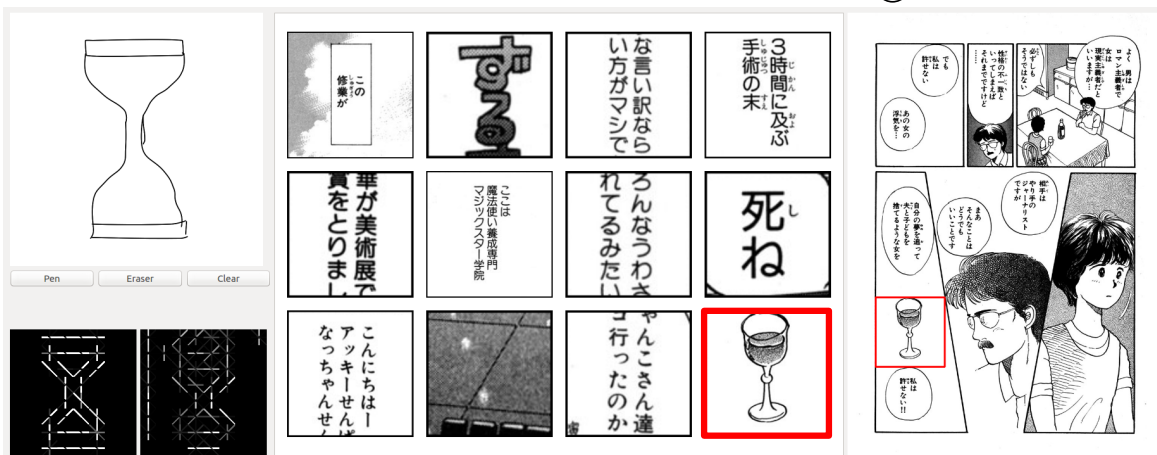 Pen
Eraser
Clear
この
修業が
ずるる
な言い訳なら
い方がマシで
3時間に及ぶ
手術の末
華が美術展で
賞をとりまし
ここは
魔法使い養成専門
マジックスター学院
ろんなうわさ
れてるみたい
死ね
こんにちはー
アッキーせんぱ
なっちゃんせ
ゃんこさん達
コ行ったのか
よく 男は
ロマン主義者で
女は
現実主義者だと
いいますが…
必ずしも
そうではない
性格の不一致と
いってしまえば
それまでですけど
……
でも
私は
許せない
あの女の
浮気を…
相手は
やり手の
ジャーナリスト
ですが
まあ
そんなことは
どうでも
いいことです
自分の夢を追って
夫と子どもを
捨てるような女を
私は
許せない!!